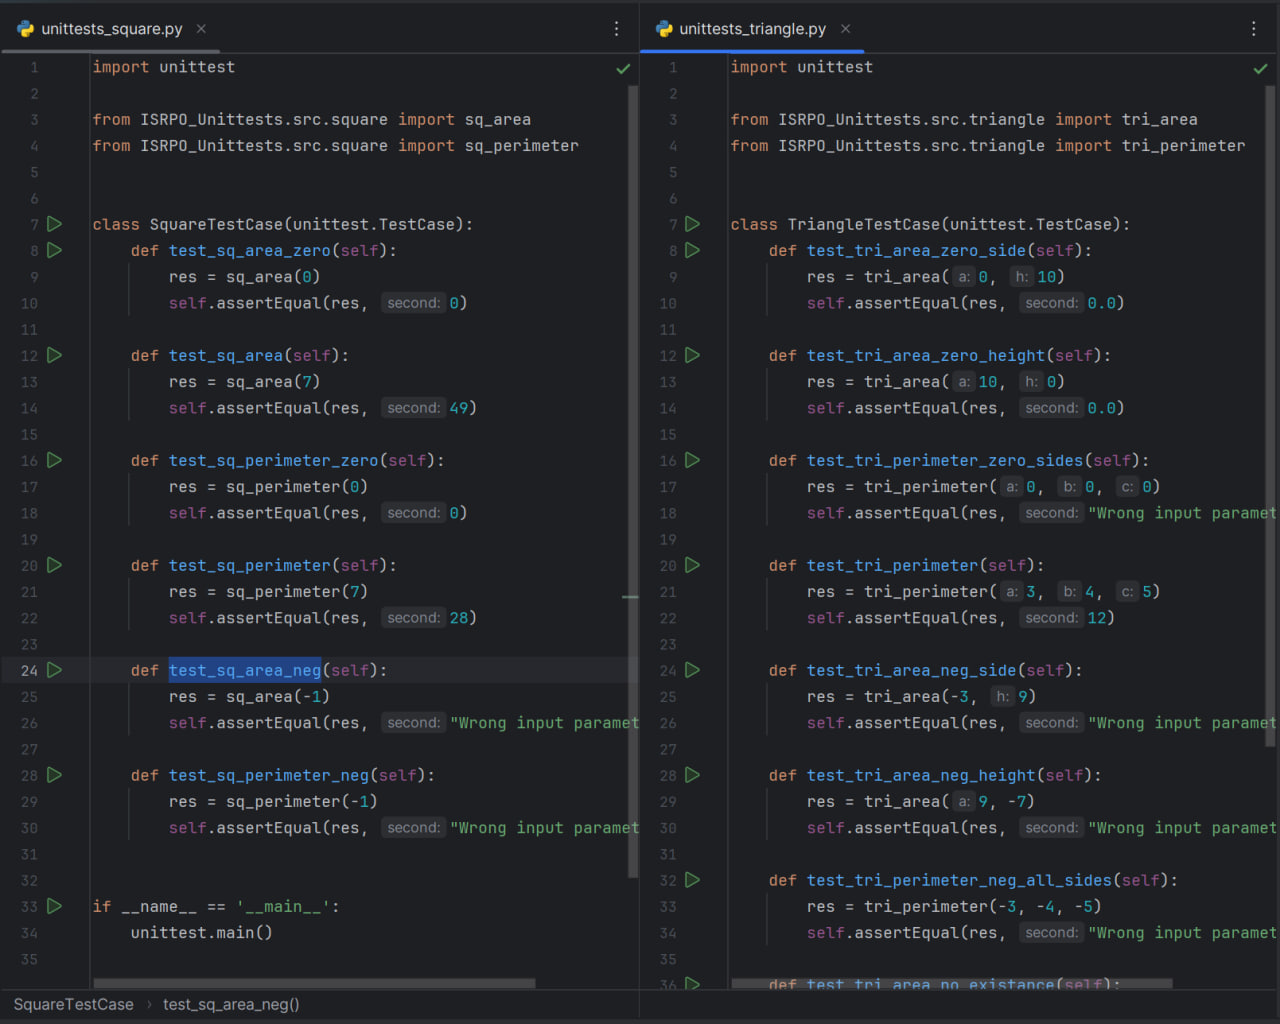 unittests_square.py
1 import unittest
2
3 from ISRPO_Unittests.src.square import sq_area
4 from ISRPO_Unittests.src.square import sq_perimeter
5
6
7 class SquareTestCase(unittest.TestCase):
8 def test_sq_area_zero(self):
9 res = sq_area(0)
10 self.assertEqual(res, second: 0)
11
12 def test_sq_area(self):
13 res = sq_area(7)
14 self.assertEqual(res, second: 49)
15
16 def test_sq_perimeter_zero(self):
17 res = sq_perimeter(0)
18 self.assertEqual(res, second: 0)
19
20 def test_sq_perimeter(self):
21 res = sq_perimeter(7)
22 self.assertEqual(res, second: 28)
23
24 def test_sq_area_neg(self):
25 res = sq_area(-1)
26 self.assertEqual(res, second: "Wrong input paramet
27
28 def test_sq_perimeter_neg(self):
29 res = sq_perimeter(-1)
30 self.assertEqual(res, second: "Wrong input paramet
31
32
33 if __name__ == '__main__':
34 unittest.main()
35
SquareTestCase › test_sq_area_neg()
unittests_triangle.py
1 import unittest
2
3 from ISRPO_Unittests.src.triangle import tri_area
4 from ISRPO_Unittests.src.triangle import tri_perimeter
5
6
7 class TriangleTestCase(unittest.TestCase):
8 def test_tri_area_zero_side(self):
9 res = tri_area( a: 0, h: 10)
10 self.assertEqual(res, second: 0.0)
11
12 def test_tri_area_zero_height(self):
13 res = tri_area( a: 10, h: 0)
14 self.assertEqual(res, second: 0.0)
15
16 def test_tri_perimeter_zero_sides(self):
17 res = tri_perimeter( a: 0, b: 0, c: 0)
18 self.assertEqual(res, second: "Wrong input paramet
19
20 def test_tri_perimeter(self):
21 res = tri_perimeter( a: 3, b: 4, c: 5)
22 self.assertEqual(res, second: 12)
23
24 def test_tri_area_neg_side(self):
25 res = tri_area(-3, h: 9)
26 self.assertEqual(res, second: "Wrong input paramet
27
28 def test_tri_area_neg_height(self):
29 res = tri_area( a: 9, -7)
30 self.assertEqual(res, second: "Wrong input paramet
31
32 def test_tri_perimeter_neg_all_sides(self):
33 res = tri_perimeter(-3, -4, -5)
34 self.assertEqual(res, second: "Wrong input paramet
35
36 def test_tri_area_no_existance(self):